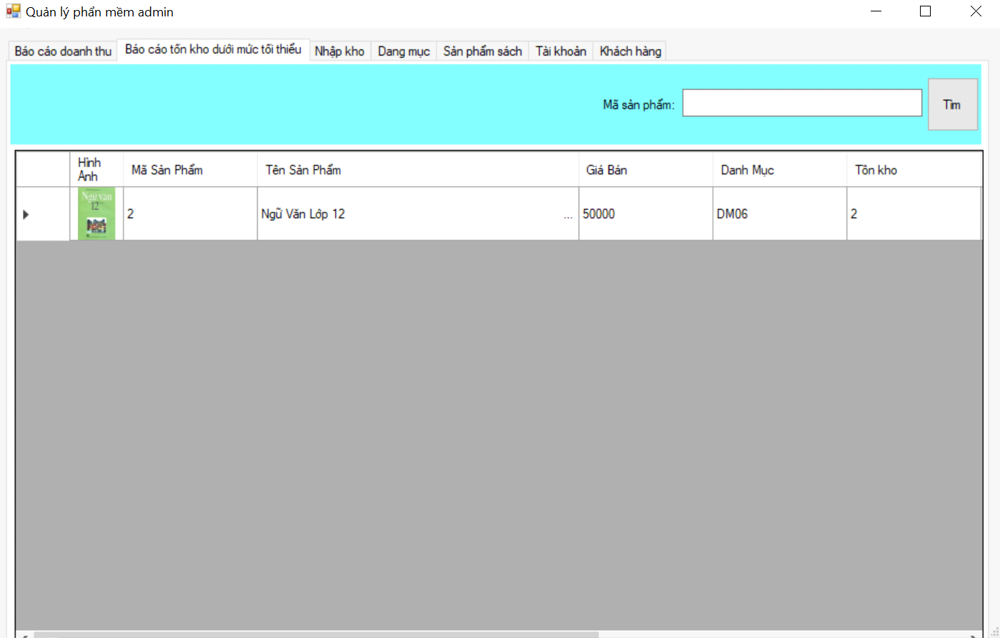 Quản lý phẩn mềm admin
Báo cáo doanh thu Báo cáo tồn kho dưới mức tối thiểu Nhập kho Dang mục Sản phẩm sách Tài khoản Khách hàng
Mã sản phẩm: Tìm
Hình Ảnh Mã Sản Phẩm Tên Sản Phẩm Giá Bán Danh Mục Tồn kho
Ngữ văn
12
2 Ngữ Văn Lớp 12 ... 50000 DM06 2